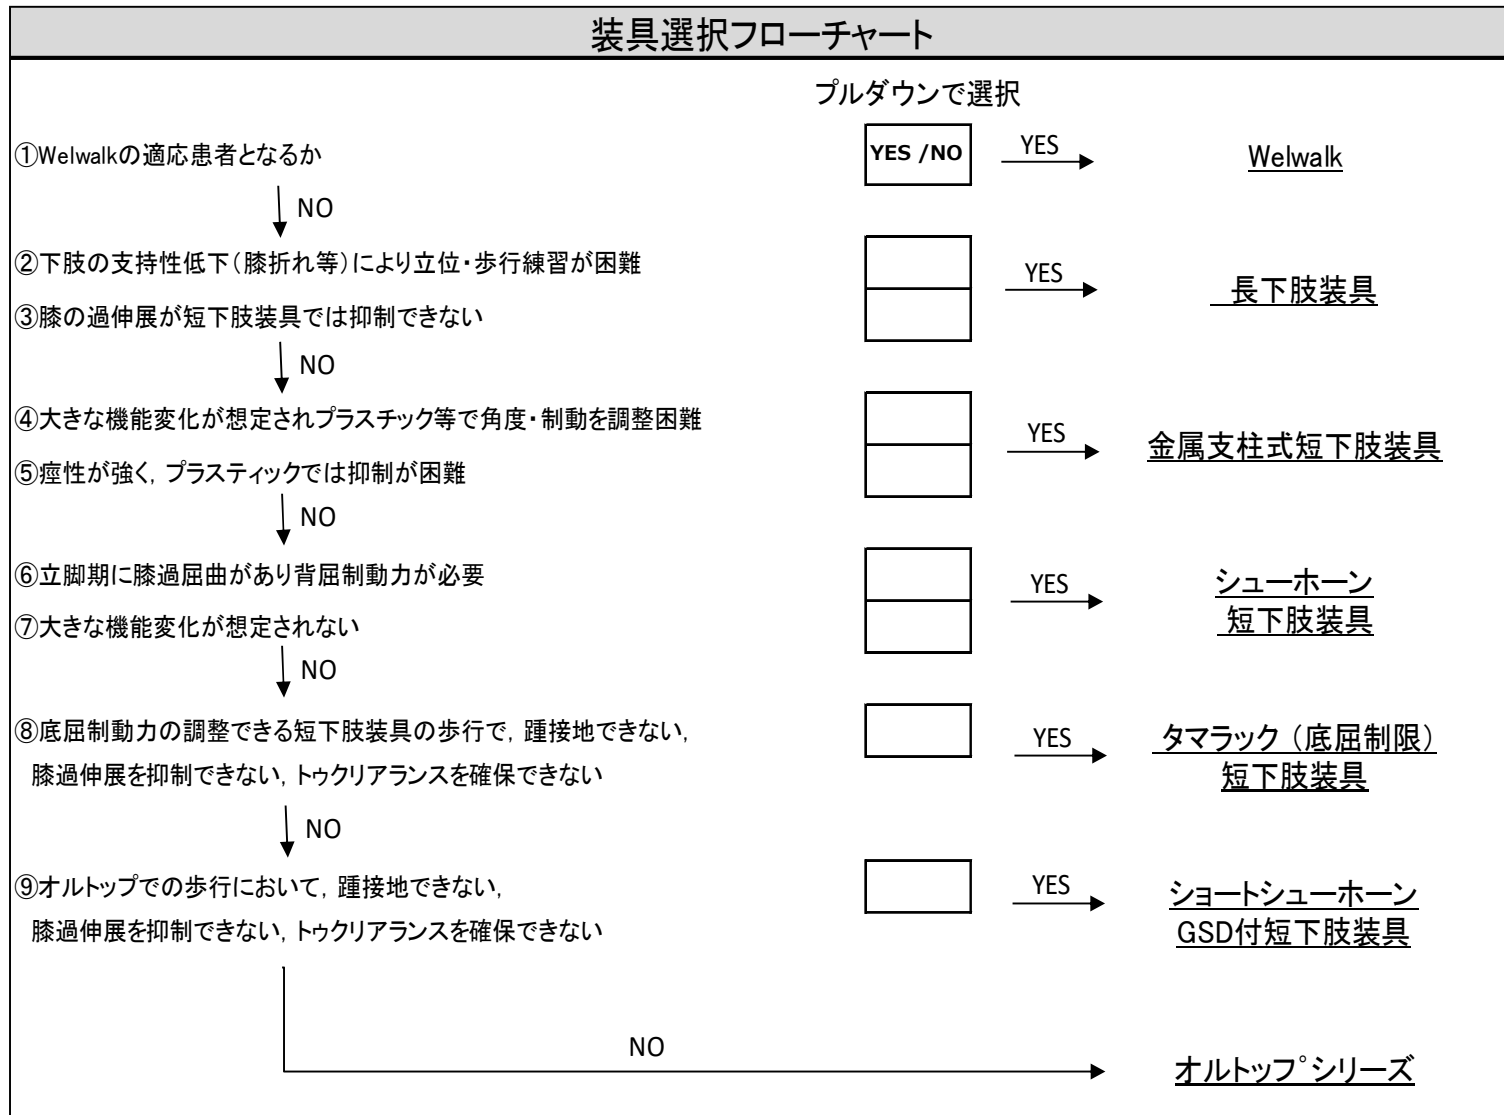 装具選択フローチャート
プルダウンで選択
①Welwalkの適応患者となるか
YES /NO
YES
Welwalk
NO
②下肢の支持性低下（膝折れ等）により立位・歩行練習が困難
YES
長下肢装具
③膝の過伸展が短下肢装具では抑制できない
NO
④大きな機能変化が想定されプラスチック等で角度・制動を調整困難
YES
金属支柱式短下肢装具
⑤痙性が強く，プラスティックでは抑制が困難
NO
⑥立脚期に膝過屈曲があり背屈制動力が必要
YES
シューホーン
短下肢装具
⑦大きな機能変化が想定されない
NO
⑧底屈制動力の調整できる短下肢装具の歩行で，踵接地できない，
膝過伸展を抑制できない，トゥクリアランスを確保できない
YES
タマラック（底屈制限）
短下肢装具
NO
⑨オルトップでの歩行において，踵接地できない，
膝過伸展を抑制できない，トゥクリアランスを確保できない
YES
ショートシューホーン
GSD付短下肢装具
NO
オルトップﾟシリーズ